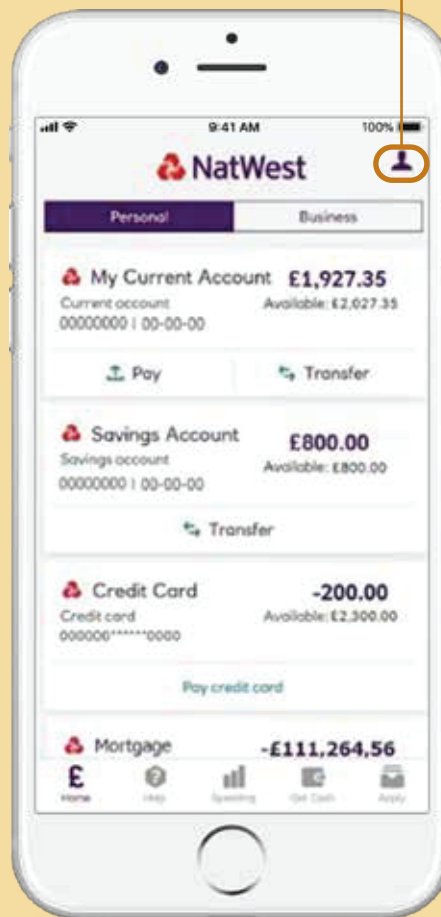 9:41 AM 100%
NatWest
Personal Business
My Current Account £1,927.35
Current account Available: £2,027.35
00000000 | 00-00-00
Pay Transfer
Savings Account £800.00
Savings account Available: £800.00
00000000 | 00-00-00
Transfer
Credit Card -200.00
Credit card Available: £2,300.00
000000******0000
Pay credit card
Mortgage -£111,264,56
£
Home Help Spending Get Cash Apply